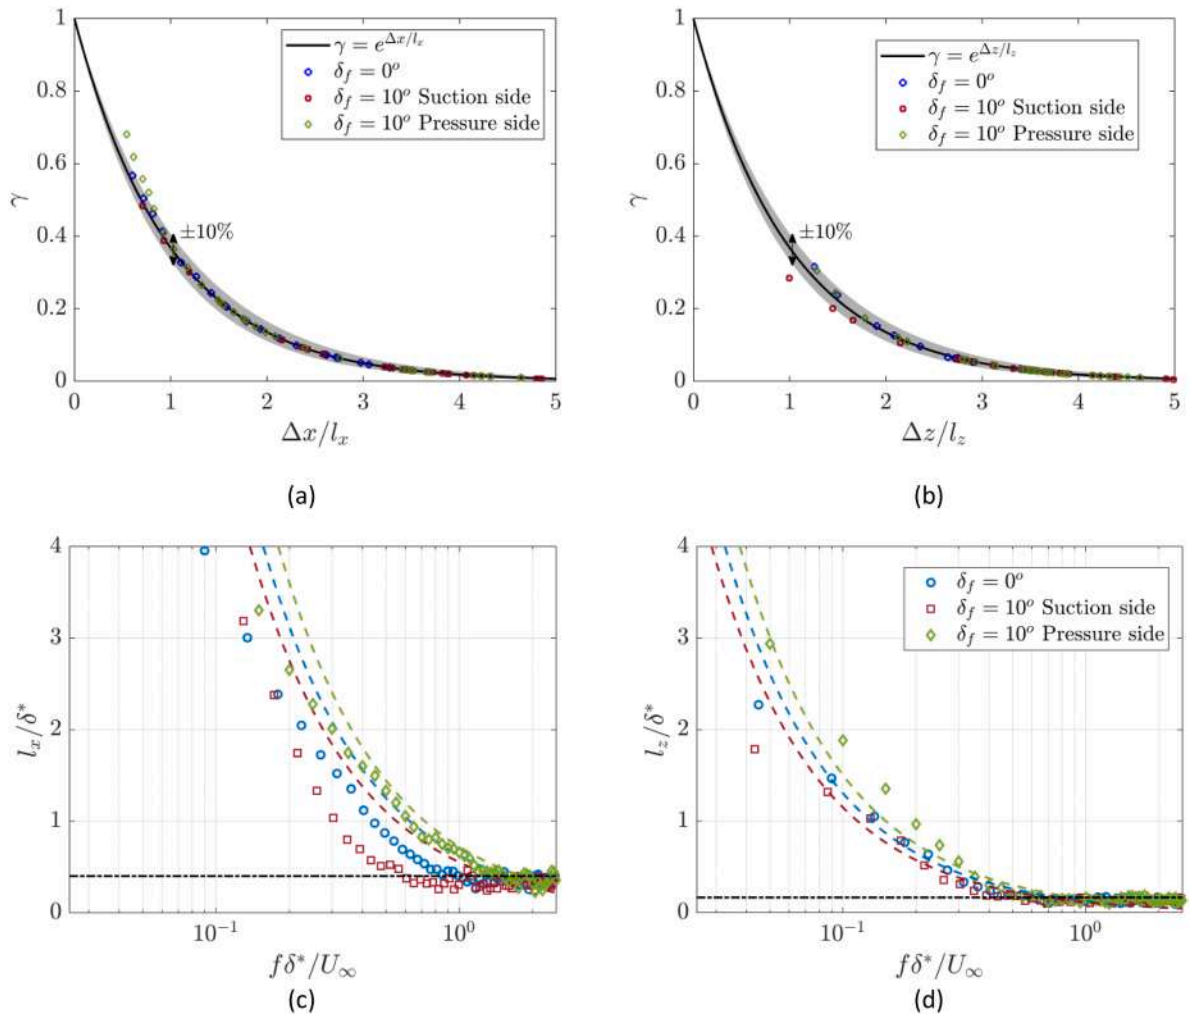 1
0.8
0.6
0.4
0.2
0
γ
γ = e^{Δx/l_x}
δ_f = 0^o
δ_f = 10^o Suction side
δ_f = 10^o Pressure side
±10%
0 1 2 3 4 5
Δx/l_x
(a)
1
0.8
0.6
0.4
0.2
0
γ
γ = e^{Δz/l_z}
δ_f = 0^o
δ_f = 10^o Suction side
δ_f = 10^o Pressure side
±10%
0 1 2 3 4 5
Δz/l_z
(b)
4
3
2
1
0
l_x/δ*
10^{-1} 10^0
fδ*/U_∞
(c)
4
3
2
1
0
l_z/δ*
δ_f = 0^o
δ_f = 10^o Suction side
δ_f = 10^o Pressure side
10^{-1} 10^0
fδ*/U_∞
(d)